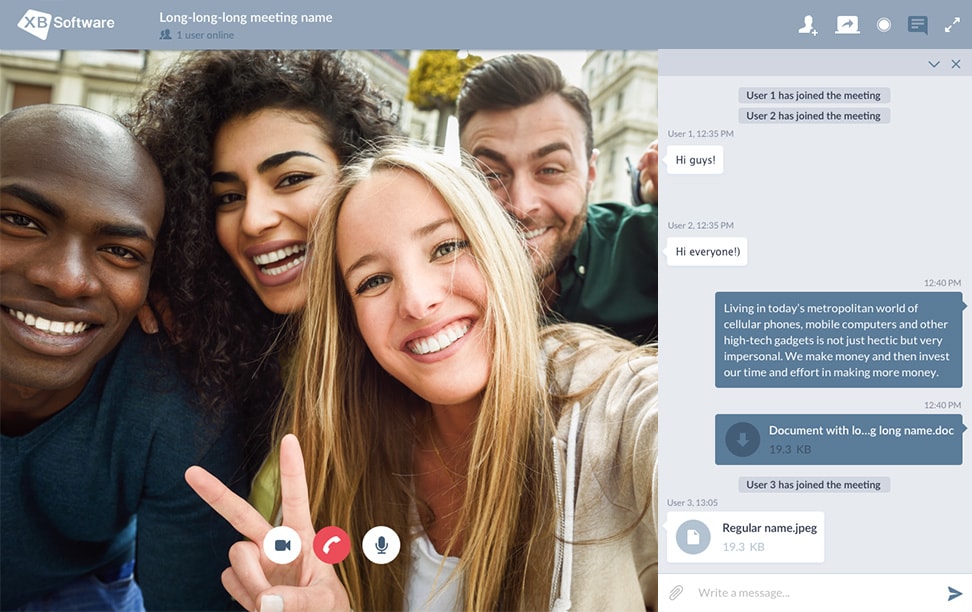 XB Software
Long-long-long meeting name
1 user online
User 1 has joined the meeting
User 2 has joined the meeting
User 1, 12:35 PM
Hi guys!
User 2, 12:35 PM
Hi everyone!)
12:40 PM
Living in today's metropolitan world of
cellular phones, mobile computers and other
high-tech gadgets is not just hectic but very
impersonal. We make money and then invest
our time and effort in making more money.
12:40 PM
Document with lo...g long name.doc
19.3 KB
User 3 has joined the meeting
User 3, 13:05
Regular name.jpeg
19.3 KB
Write a message...